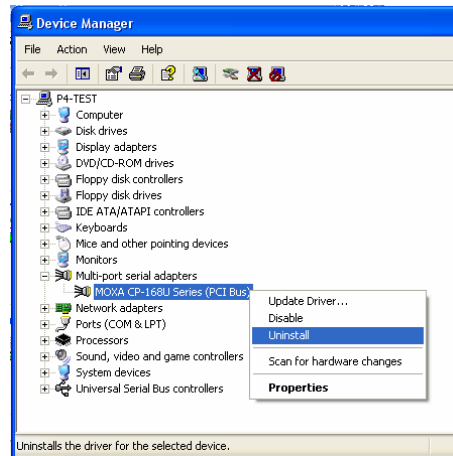 Device Manager
File Action View Help
P4-TEST
Computer
Disk drives
Display adapters
DVD/CD-ROM drives
Floppy disk controllers
Floppy disk drives
IDE ATA/ATAPI controllers
Keyboards
Mice and other pointing devices
Monitors
Multi-port serial adapters
MOXA CP-168U Series (PCI Bus)
Network adapters
Ports (COM & LPT)
Processors
Sound, video and game controllers
System devices
Universal Serial Bus controllers
Update Driver...
Disable
Uninstall
Scan for hardware changes
Properties
Uninstalls the driver for the selected device.